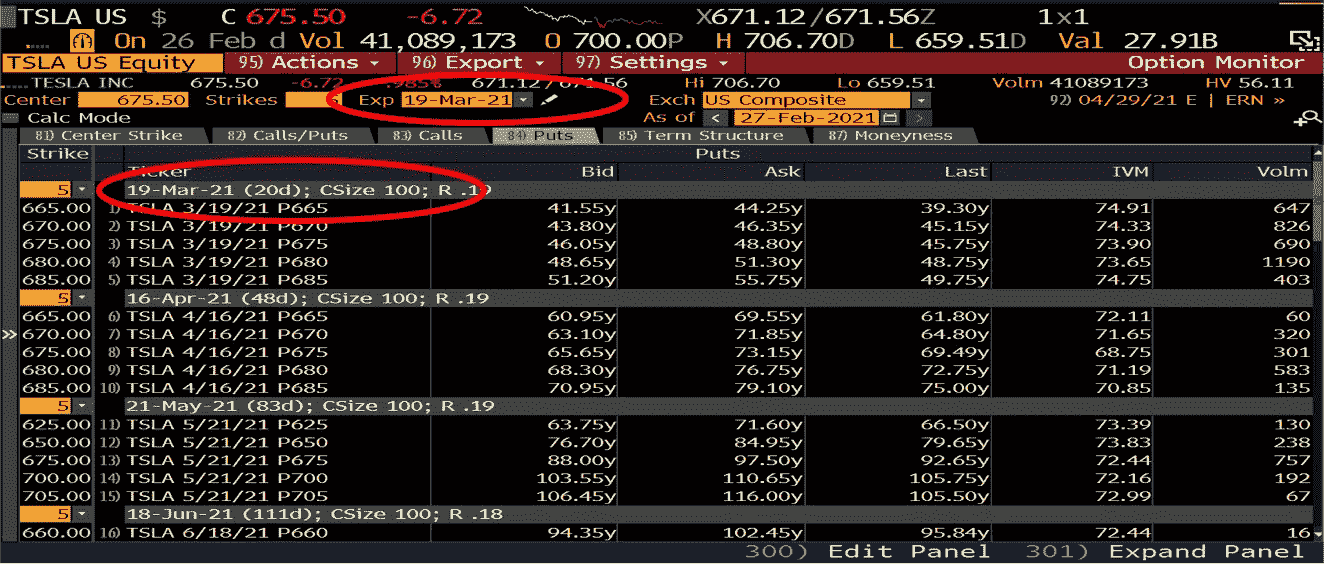 TSLA US $ C 675.50 -6.72 X671.12/671.56Z 1x1
On 26 Feb d Vol 41,089,173 O 700.00P H 706.70D L 659.51D Val 27.91B
TSLA US Equity 95) Actions 96) Export 97) Settings Option Monitor
TESLA INC 675.50 -6.72 .985% 671.12/671.56 Hi 706.70 Lo 659.51 Volm 41089173 HV 56.11
Center 675.50 Strikes Exp 19-Mar-21 Exch US Composite 92) 04/29/21 E | ERN »
Calc Mode As of < 27-Feb-2021 >
81) Center Strike 82) Calls/Puts 83) Calls 84) Puts 85) Term Structure 87) Moneyness
Strike Puts
Ticker Bid Ask Last IVM Volm
5 19-Mar-21 (20d); CSize 100; R .19
665.00 1) TSLA 3/19/21 P665 41.55y 44.25y 39.30y 74.91 647
670.00 2) TSLA 3/19/21 P670 43.80y 46.35y 45.15y 74.33 826
675.00 3) TSLA 3/19/21 P675 46.05y 48.80y 45.75y 73.90 690
680.00 4) TSLA 3/19/21 P680 48.65y 51.30y 48.75y 73.65 1190
685.00 5) TSLA 3/19/21 P685 51.20y 55.75y 49.75y 74.75 403
5 16-Apr-21 (48d); CSize 100; R .19
665.00 6) TSLA 4/16/21 P665 60.95y 69.55y 61.80y 72.11 60
» 670.00 7) TSLA 4/16/21 P670 63.10y 71.85y 64.80y 71.65 320
675.00 8) TSLA 4/16/21 P675 65.65y 73.15y 69.49y 68.75 301
680.00 9) TSLA 4/16/21 P680 68.30y 76.75y 72.75y 71.19 583
685.00 10) TSLA 4/16/21 P685 70.95y 79.10y 75.00y 70.85 135
5 21-May-21 (83d); CSize 100; R .19
625.00 11) TSLA 5/21/21 P625 63.75y 71.60y 66.50y 73.39 130
650.00 12) TSLA 5/21/21 P650 76.70y 84.95y 79.65y 73.83 238
675.00 13) TSLA 5/21/21 P675 88.00y 97.50y 92.65y 72.44 757
700.00 14) TSLA 5/21/21 P700 103.55y 110.65y 105.75y 72.16 192
705.00 15) TSLA 5/21/21 P705 106.45y 116.00y 105.50y 72.99 67
5 18-Jun-21 (111d); CSize 100; R .18
660.00 16) TSLA 6/18/21 P660 94.35y 102.45y 95.84y 72.44 16
300) Edit Panel 301) Expand Panel